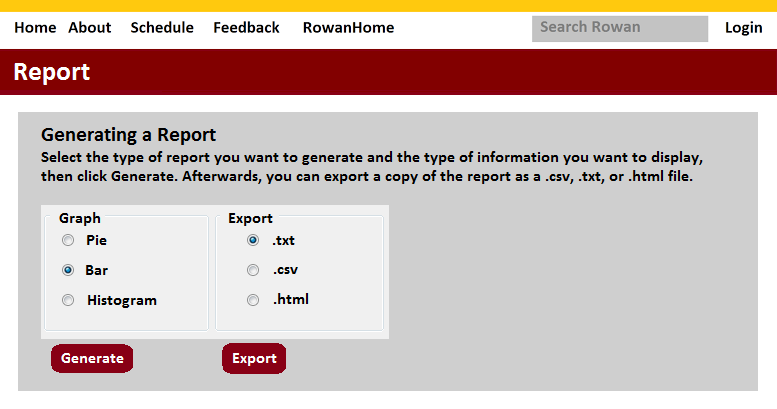 Home About Schedule Feedback RowanHome Search Rowan Login
Report
Generating a Report
Select the type of report you want to generate and the type of information you want to display,
then click Generate. Afterwards, you can export a copy of the report as a .csv, .txt, or .html file.
Graph Export
Pie .txt
Bar .csv
Histogram .html
Generate Export